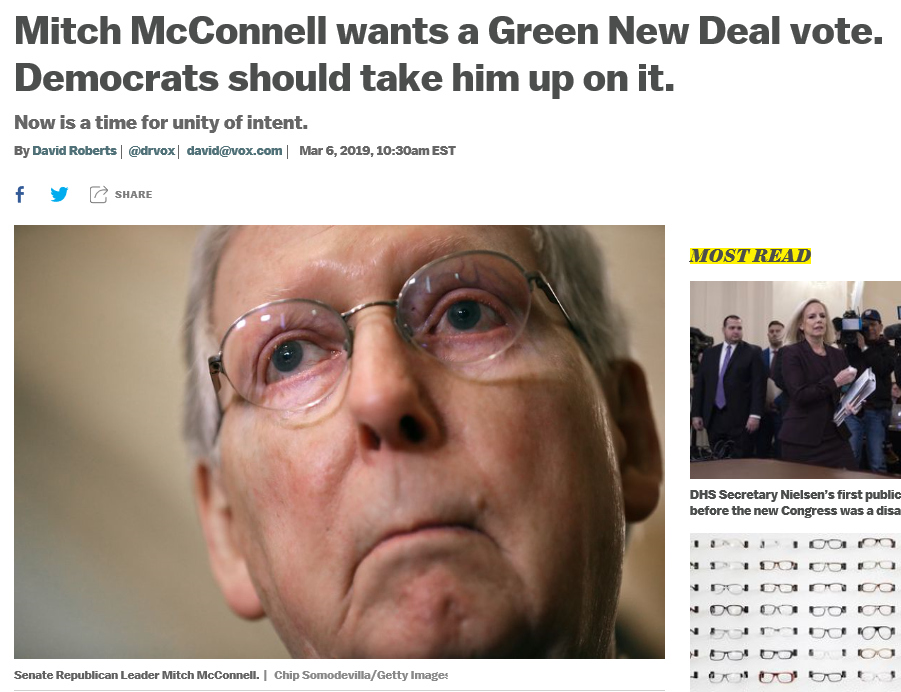 Mitch McConnell wants a Green New Deal vote.
Democrats should take him up on it.
Now is a time for unity of intent.
By David Roberts | @drvox | david@vox.com | Mar 6, 2019, 10:30am EST
SHARE
MOST READ
DHS Secretary Nielsen's first public
before the new Congress was a disa
Senate Republican Leader Mitch McConnell. | Chip Somodevilla/Getty Images